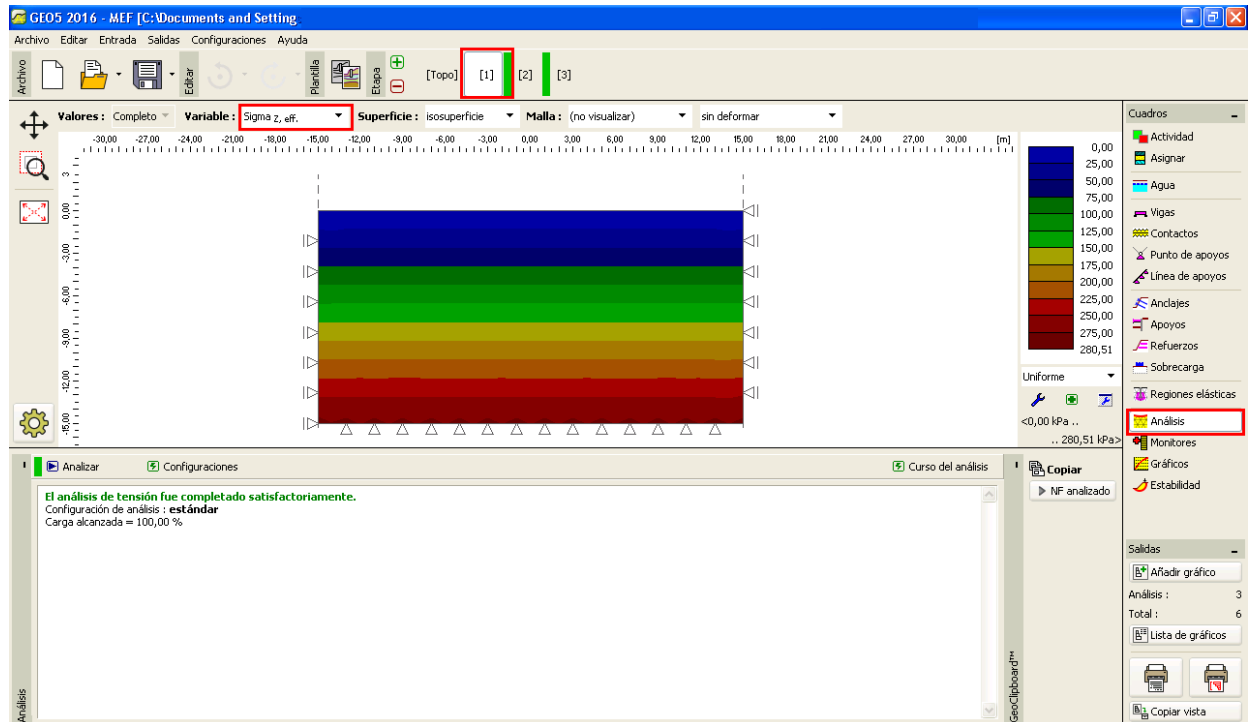 GEO5 2016 - MEF [C:\Documents and Setting
Archivo Editar Entrada Salidas Configuraciones Ayuda
Archivo
Editar
Plantilla
Etapa
[Topo] [1] [2] [3]
Valores : Completo Variable : Sigma z, eff. Superficie : isosuperficie Malla : (no visualizar) sin deformar
-30,00 -27,00 -24,00 -21,00 -18,00 -15,00 -12,00 -9,00 -6,00 -3,00 0,00 3,00 6,00 9,00 12,00 15,00 18,00 21,00 24,00 27,00 30,00 [m]
3
0,00
-3,00
-6,00
-9,00
-12,00
-15,00
0,00
25,00
50,00
75,00
100,00
125,00
150,00
175,00
200,00
225,00
250,00
275,00
280,51
Uniforme
<0,00 kPa ..
.. 280,51 kPa>
Cuadros
Actividad
Asignar
Agua
Vigas
Contactos
Punto de apoyos
Línea de apoyos
Anclajes
Apoyos
Refuerzos
Sobrecarga
Regiones elásticas
Análisis
Monitores
Gráficos
Estabilidad
Analizar Configuraciones Curso del análisis
El análisis de tensión fue completado satisfactoriamente.
Configuración de análisis : estándar
Carga alcanzada = 100,00 %
Análisis
GeoClipboard™
Copiar
NF analizado
Salidas
Añadir gráfico
Análisis : 3
Total : 6
Lista de gráficos
Copiar vista